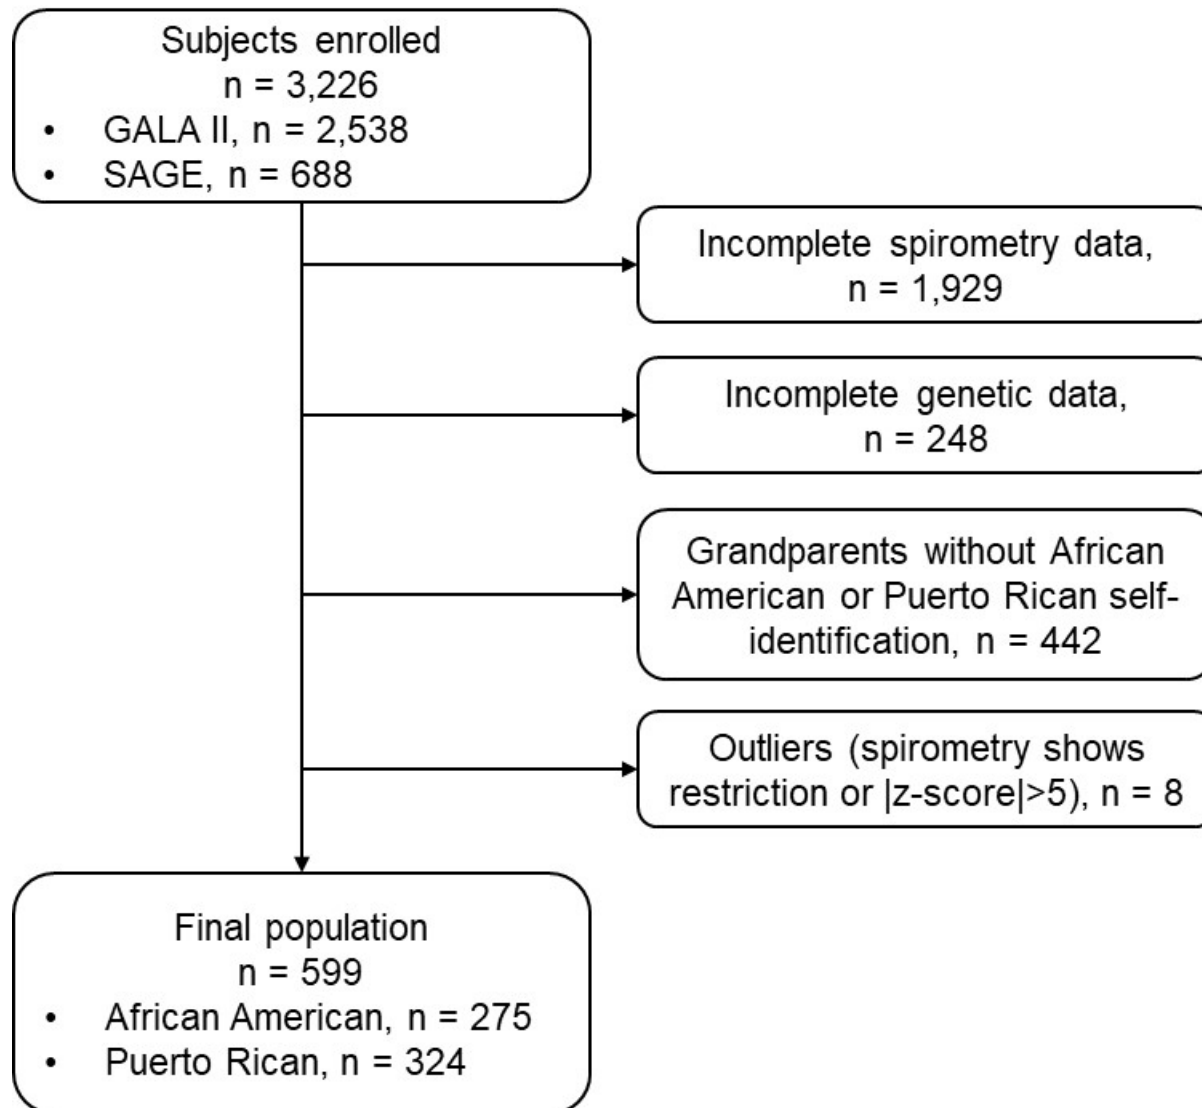 Subjects enrolled
n = 3,226
• GALA II, n = 2,538
• SAGE, n = 688
Incomplete spirometry data,
n = 1,929
Incomplete genetic data,
n = 248
Grandparents without African
American or Puerto Rican self-
identification, n = 442
Outliers (spirometry shows
restriction or |z-score|>5), n = 8
Final population
n = 599
• African American, n = 275
• Puerto Rican, n = 324